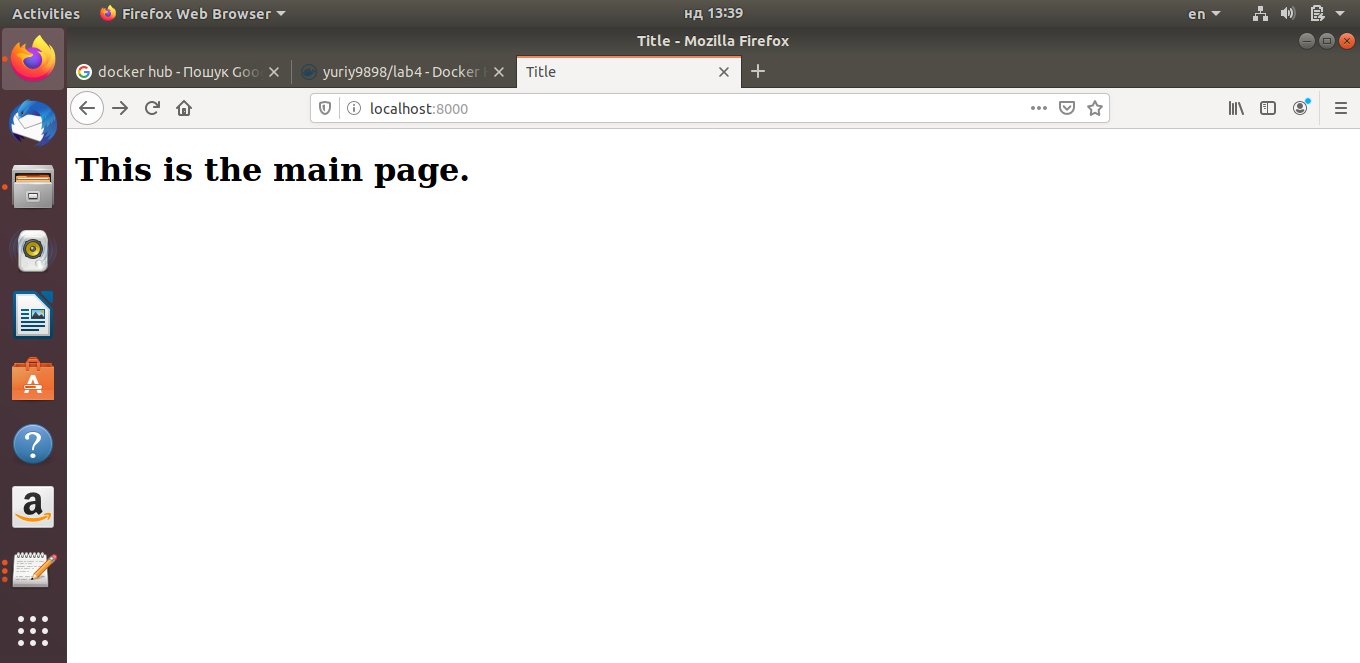 Activities Firefox Web Browser нд 13:39 en
Title - Mozilla Firefox
docker hub - Пошук Goo yuriy9898/lab4 - Docker Title
localhost:8000
This is the main page.